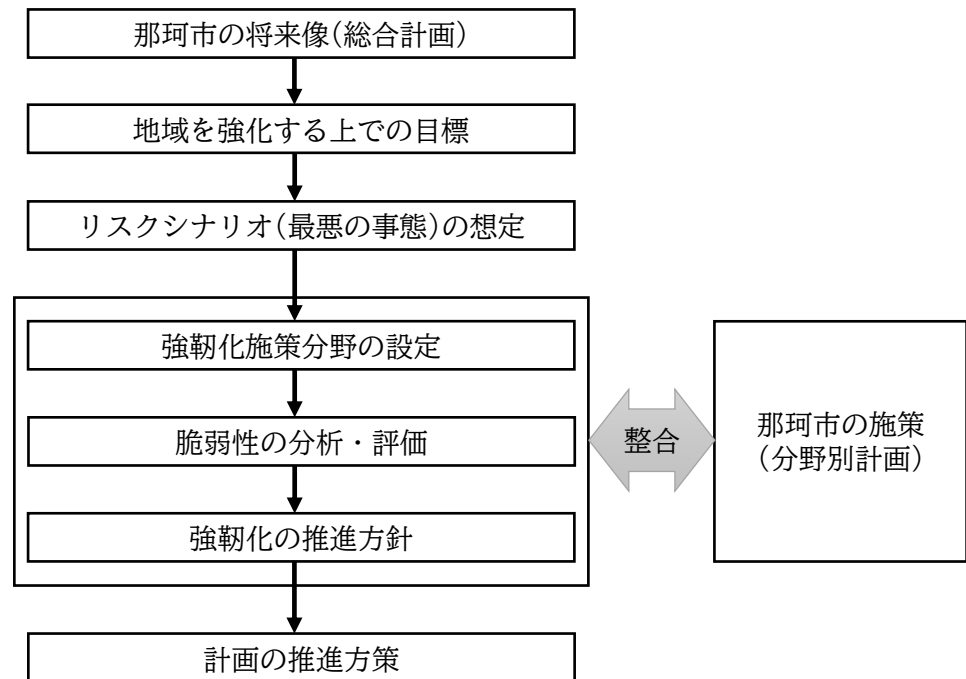 那珂市の将来像(総合計画)
地域を強化する上での目標
リスクシナリオ(最悪の事態)の想定
強靭化施策分野の設定
脆弱性の分析・評価
強靭化の推進方針
整合
那珂市の施策
(分野別計画)
計画の推進方策